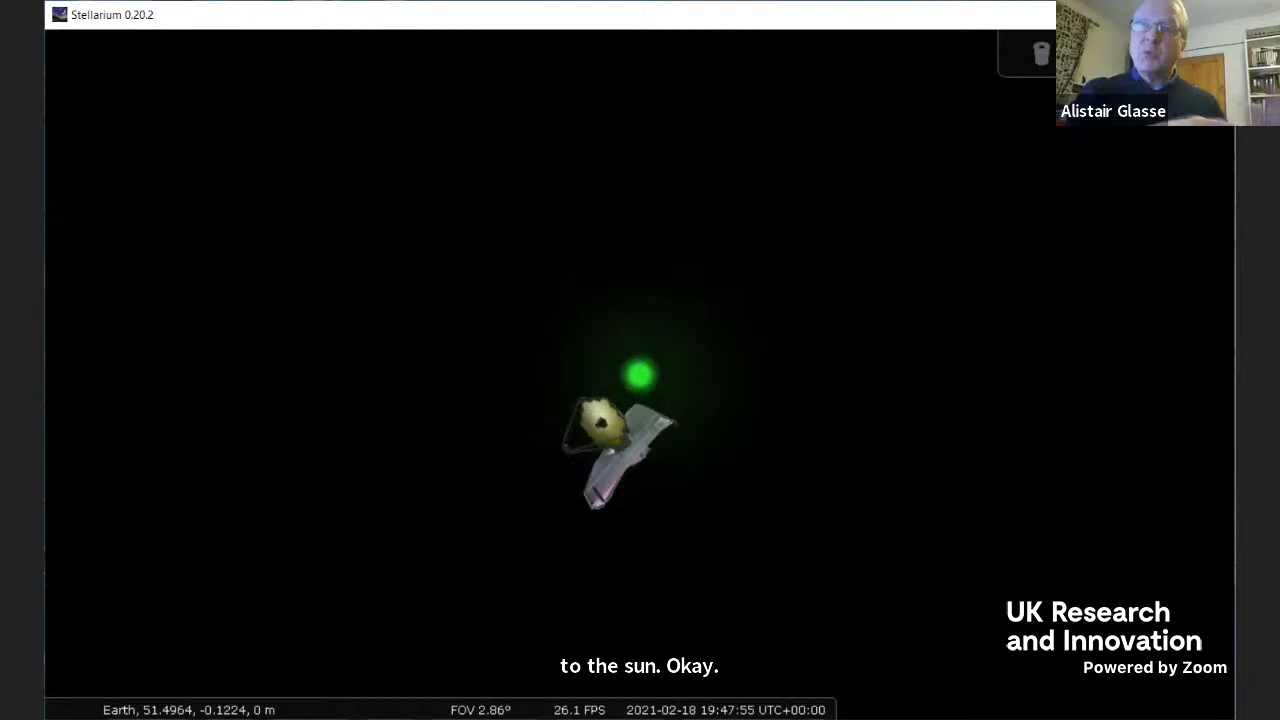 Stellarium 0.20.2
Alistair Glasse
UK Research
and Innovation
to the sun. Okay.
Powered by Zoom
Earth, 51.4964, -0.1224, 0 m
FOV 2.86°
26.1 FPS
2021-02-18 19:47:55 UTC+00:00